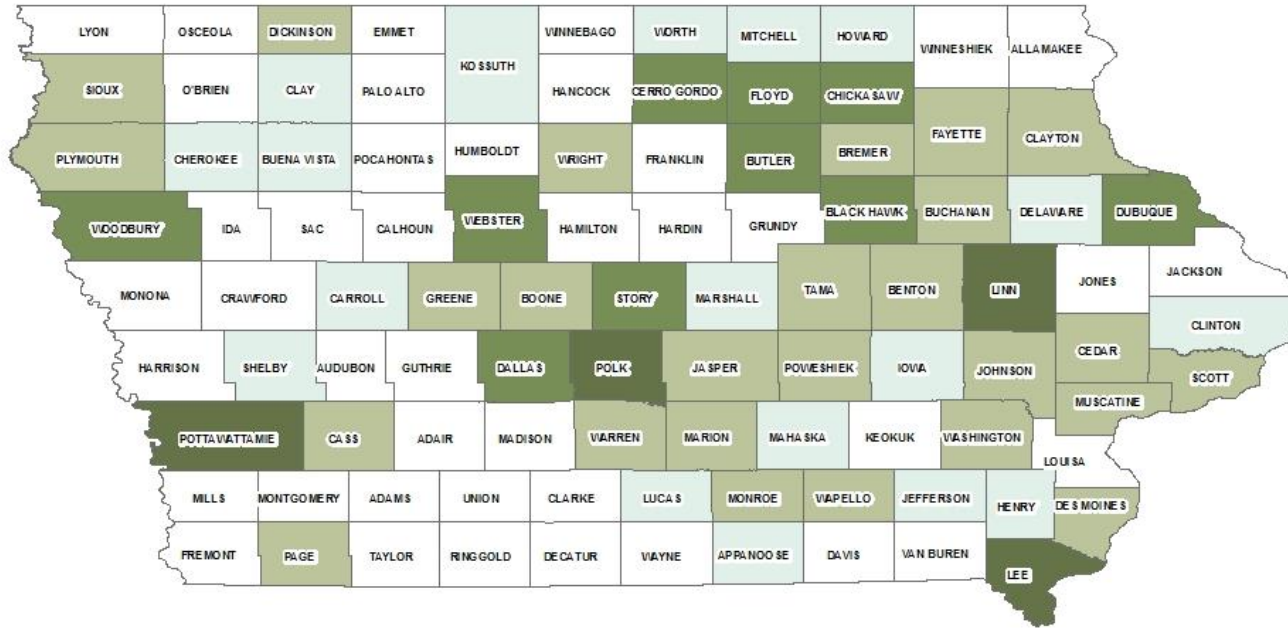 LYON
OSCEOLA
DICKINSON
EMMET
KOSSUTH
WINNEBAGO
WORTH
MITCHELL
HOWARD
WINNESHIEK
ALLAMAKEE
SIOUX
O'BRIEN
CLAY
PALO ALTO
HANCOCK
CERRO GORDO
FLOYD
CHICKASAW
FAYETTE
CLAYTON
PLYMOUTH
CHEROKEE
BUENA VISTA
POCAHONTAS
HUMBOLDT
WRIGHT
FRANKLIN
BUTLER
BREMER
WOODBURY
IDA
SAC
CALHOUN
WEBSTER
HAMILTON
HARDIN
GRUNDY
BLACK HAWK
BUCHANAN
DELAWARE
DUBUQUE
MONONA
CRAWFORD
CARROLL
GREENE
BOONE
STORY
MARSHALL
TAMA
BENTON
LINN
JONES
JACKSON
CLINTON
HARRISON
SHELBY
AUDUBON
GUTHRIE
DALLAS
POLK
JASPER
POWESHIEK
IOWA
JOHNSON
CEDAR
SCOTT
MUSCATINE
POTTAWATTAMIE
CASS
ADAIR
MADISON
WARREN
MARION
MAHASKA
KEOKUK
WASHINGTON
LOUISA
MILLS
MONTGOMERY
ADAMS
UNION
CLARKE
LUCAS
MONROE
WAPELLO
JEFFERSON
HENRY
DES MOINES
FREMONT
PAGE
TAYLOR
RINGGOLD
DECATUR
WAYNE
APPANOOSE
DAVIS
VAN BUREN
LEE